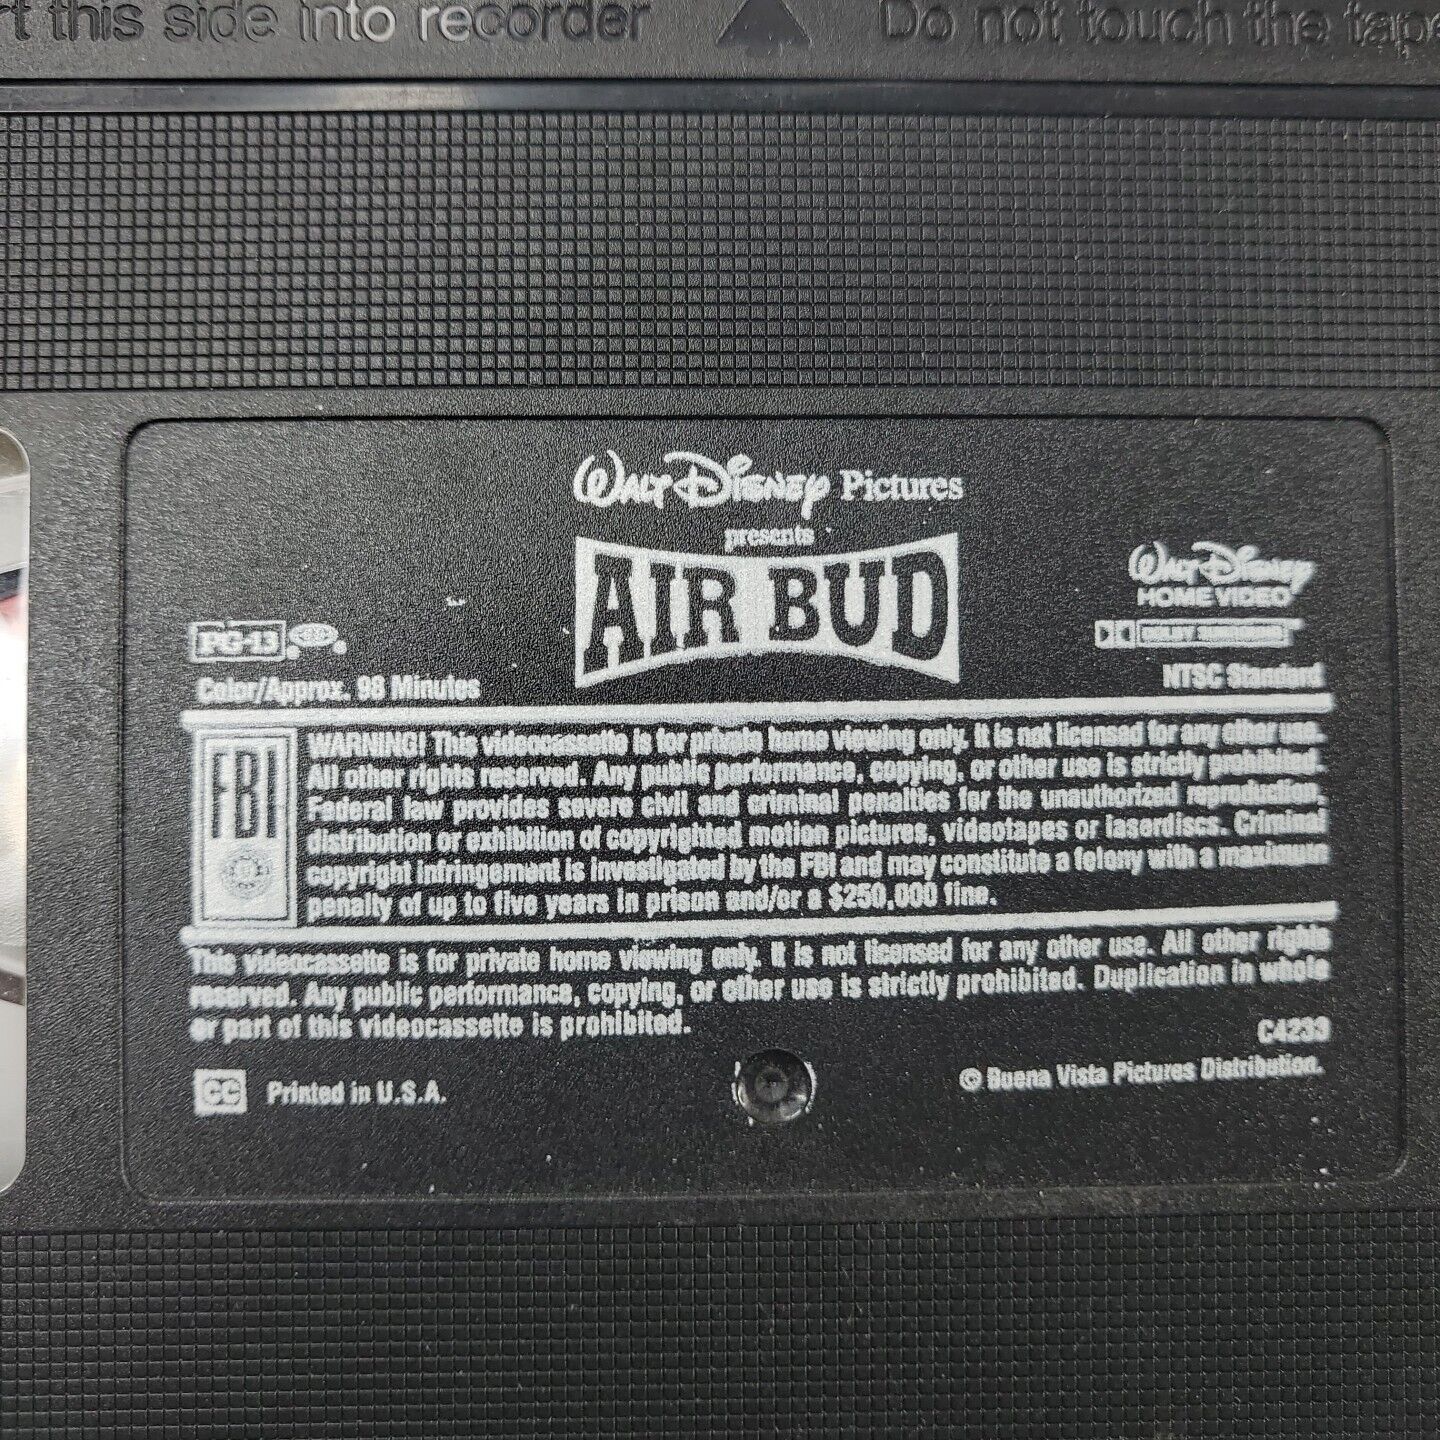 rt this side into recorder
Do not touch the tape
Walt Disney Pictures
presents
AIR BUD
Walt Disney
HOME VIDEO
PG-13
DOLBY SURROUND
Color/Approx. 98 Minutes
NTSC Standard
FBI
WARNING! This videocassette is for private home viewing only. It is not licensed for any other use.
All other rights reserved. Any public performance, copying, or other use is strictly prohibited.
Federal law provides severe civil and criminal penalties for the unauthorized reproduction,
distribution or exhibition of copyrighted motion pictures, videotapes or laserdiscs. Criminal
copyright infringement is investigated by the FBI and may constitute a felony with a maximum
penalty of up to five years in prison and/or a $250,000 fine.
This videocassette is for private home viewing only. It is not licensed for any other use. All other rights
reserved. Any public performance, copying, or other use is strictly prohibited. Duplication in whole
or part of this videocassette is prohibited.
C4239
CC Printed in U.S.A.
© Buena Vista Pictures Distribution.